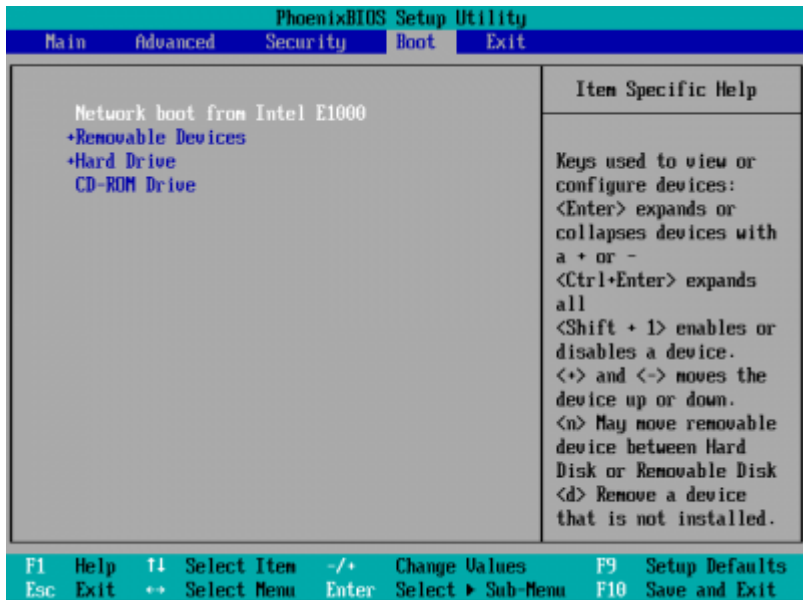 PhoenixBIOS Setup Utility
Main Advanced Security Boot Exit
Network boot from Intel E1000
+Removable Devices
+Hard Drive
CD-ROM Drive
Item Specific Help
Keys used to view or
configure devices:
<Enter> expands or
collapses devices with
a + or -
<Ctrl+Enter> expands
all
<Shift + 1> enables or
disables a device.
<+> and <-> moves the
device up or down.
<n> May move removable
device between Hard
Disk or Removable Disk
<d> Remove a device
that is not installed.
F1 Help ↑↓ Select Item -/+ Change Values F9 Setup Defaults
Esc Exit ↔ Select Menu Enter Select ▶ Sub-Menu F10 Save and Exit